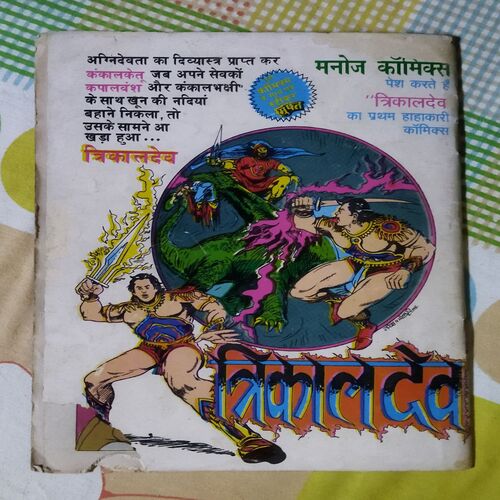 अग्निदेवता का दिव्यास्त्र प्राप्त कर
कंकालकेतू जब अपने सेवकों
कपालवंश और कंकालभक्षी
के साथ खून की नदियां
बहाने निकला, तो
उसके सामने आ
खड़ा हुआ ...
त्रिकालदेव
मुफ्त
मनोज कॉमिक्स
पेश करते हैं
"त्रिकालदेव
का प्रथम हाहाकारी
कॉमिक्स
त्रिकालदेव